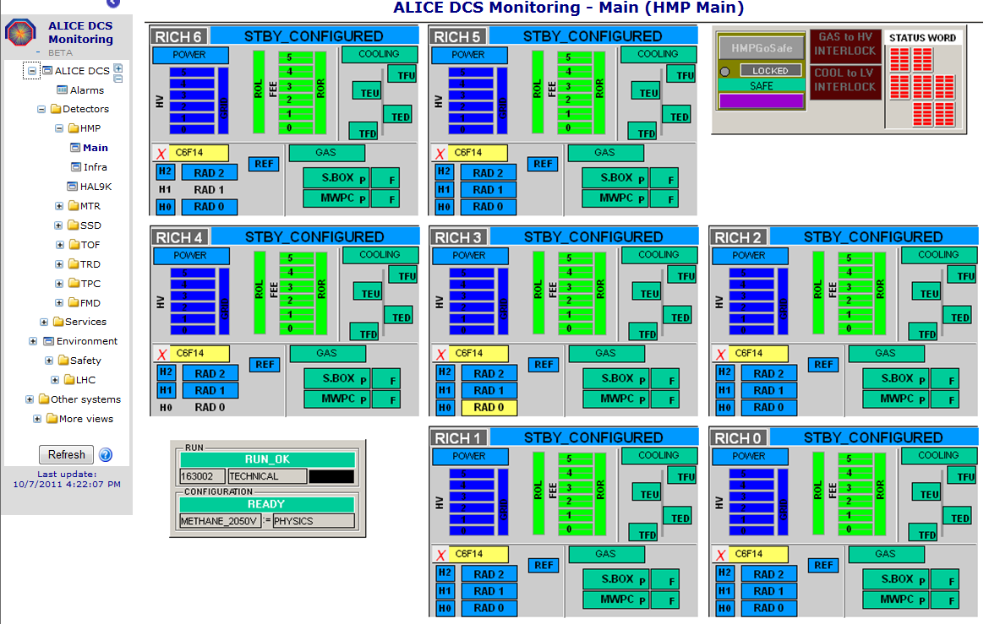 ALICE DCS Monitoring - Main (HMP Main)
ALICE DCS
Monitoring
- BETA
ALICE DCS
Alarms
Detectors
HMP
Main
Infra
HAL9K
MTR
SSD
TOF
TRD
TPC
FMD
Services
Environment
Safety
LHC
Other systems
More views
Refresh
Last update:
10/7/2011 4:22:07 PM
RICH 6 STBY_CONFIGURED
POWER COOLING
HV 5 4 3 2 1 0 GRID
ROL FEE 5 4 3 2 1 0 ROR
TFU
TEU
TED
TFD
X C6F14 REF GAS
H2 RAD 2
H1 RAD 1
H0 RAD 0
S.BOX P F
MWPC P F
RICH 5 STBY_CONFIGURED
POWER COOLING
HV 5 4 3 2 1 0 GRID
ROL FEE 5 4 3 2 1 0 ROR
TFU
TEU
TED
TFD
X C6F14 REF GAS
H2 RAD 2
H1 RAD 1
H0 RAD 0
S.BOX P F
MWPC P F
HMPGoSafe
LOCKED
SAFE
GAS to HV
INTERLOCK
COOL to LV
INTERLOCK
STATUS WORD
RICH 4 STBY_CONFIGURED
POWER COOLING
HV 5 4 3 2 1 0 GRID
ROL FEE 5 4 3 2 1 0 ROR
TFU
TEU
TED
TFD
X C6F14 REF GAS
H2 RAD 2
H1 RAD 1
H0 RAD 0
S.BOX P F
MWPC P F
RICH 3 STBY_CONFIGURED
POWER COOLING
HV 5 4 3 2 1 0 GRID
ROL FEE 5 4 3 2 1 0 ROR
TFU
TEU
TED
TFD
X C6F14 REF GAS
H2 RAD 2
H1 RAD 1
H0 RAD 0
S.BOX P F
MWPC P F
RICH 2 STBY_CONFIGURED
POWER COOLING
HV 5 4 3 2 1 0 GRID
ROL FEE 5 4 3 2 1 0 ROR
TFU
TEU
TED
TFD
X C6F14 REF GAS
H2 RAD 2
H1 RAD 1
H0 RAD 0
S.BOX P F
MWPC P F
RUN
RUN_OK
163002 TECHNICAL
CONFIGURATION
READY
METHANE_2050V := PHYSICS
RICH 1 STBY_CONFIGURED
POWER COOLING
HV 5 4 3 2 1 0 GRID
ROL FEE 5 4 3 2 1 0 ROR
TFU
TEU
TED
TFD
X C6F14 REF GAS
H2 RAD 2
H1 RAD 1
H0 RAD 0
S.BOX P F
MWPC P F
RICH 0 STBY_CONFIGURED
POWER COOLING
HV 5 4 3 2 1 0 GRID
ROL FEE 5 4 3 2 1 0 ROR
TFU
TEU
TED
TFD
X C6F14 REF GAS
H2 RAD 2
H1 RAD 1
H0 RAD 0
S.BOX P F
MWPC P F